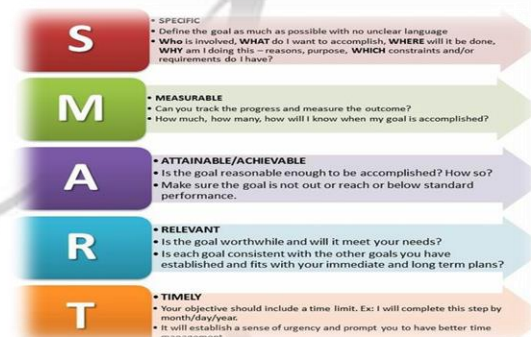 S
• SPECIFIC
• Define the goal as much as possible with no unclear language
• Who is involved, WHAT do I want to accomplish, WHERE will it be done,
WHY am I doing this – reasons, purpose, WHICH constraints and/or
requirements do I have?
M
• MEASURABLE
• Can you track the progress and measure the outcome?
• How much, how many, how will I know when my goal is accomplished?
A
• ATTAINABLE/ACHIEVABLE
• Is the goal reasonable enough to be accomplished? How so?
• Make sure the goal is not out or reach or below standard
performance.
R
• RELEVANT
• Is the goal worthwhile and will it meet your needs?
• Is each goal consistent with the other goals you have
established and fits with your immediate and long term plans?
T
• TIMELY
• Your objective should include a time limit. Ex: I will complete this step by
month/day/year.
• It will establish a sense of urgency and prompt you to have better time